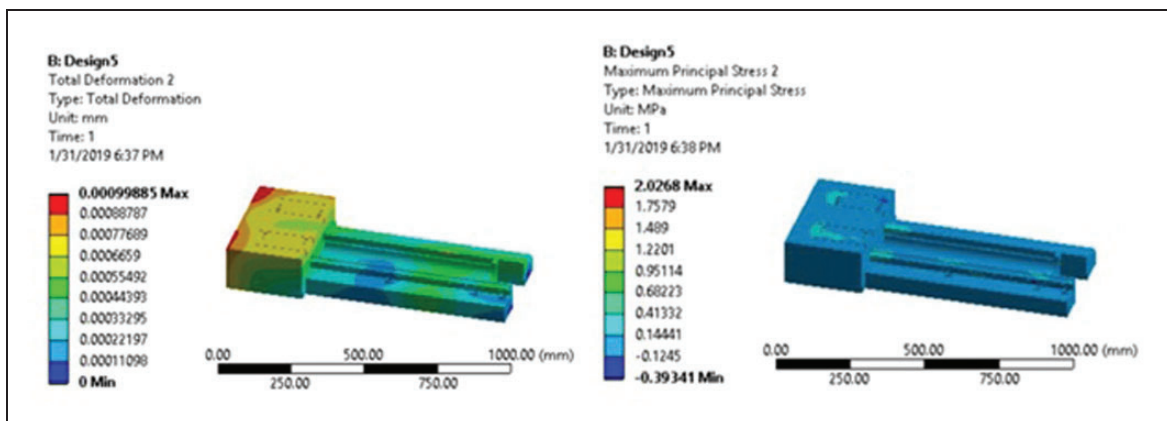 B: Design5
Total Deformation 2
Type: Total Deformation
Unit: mm
Time: 1
1/31/2019 6:37 PM
0.00099885 Max
0.00088787
0.00077689
0.0006659
0.00055492
0.00044393
0.00033295
0.00022197
0.00011098
0 Min
0.00 500.00 1000.00 (mm)
250.00 750.00
B: Design5
Maximum Principal Stress 2
Type: Maximum Principal Stress
Unit: MPa
Time: 1
1/31/2019 6:38 PM
2.0268 Max
1.7579
1.489
1.2201
0.95114
0.68223
0.41332
0.14441
-0.1245
-0.39341 Min
0.00 500.00 1000.00 (mm)
250.00 750.00